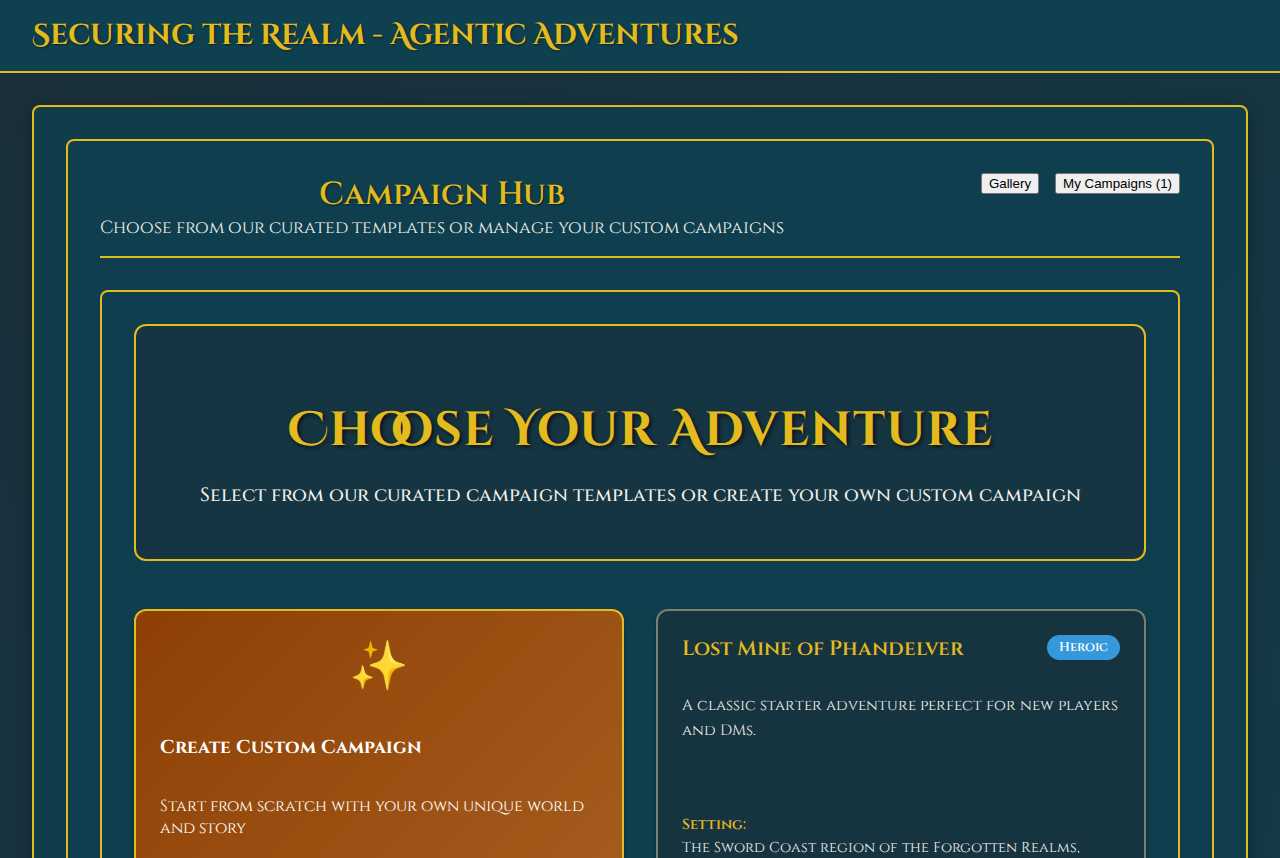 Securing the Realm - Agentic Adventures
Campaign Hub
Gallery
My Campaigns (1)
Choose from our curated templates or manage your custom campaigns
Choose Your Adventure
Select from our curated campaign templates or create your own custom campaign
Create Custom Campaign
Start from scratch with your own unique world
and story
Lost Mine of Phandelver
Heroic
A classic starter adventure perfect for new players
and DMs.
Setting:
The Sword Coast region of the Forgotten Realms,